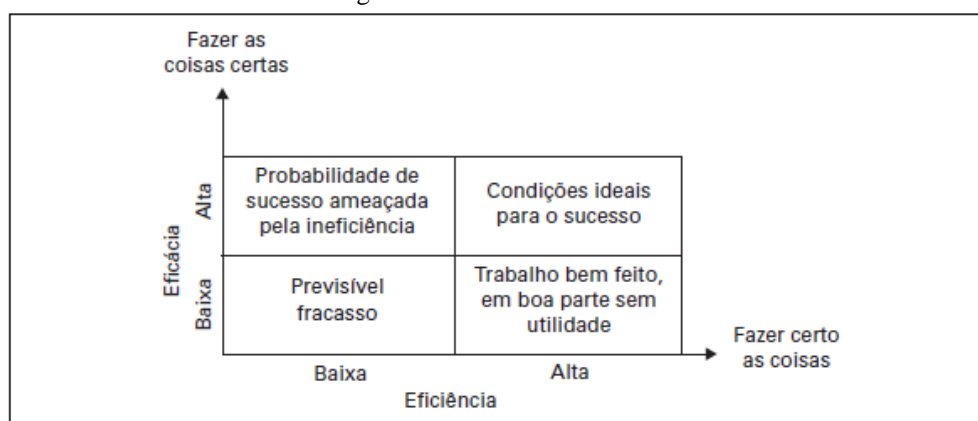 Fazer as
coisas certas
Probabilidade de
sucesso ameaçada
pela ineficiência
Condições ideais
para o sucesso
Alta
Eficácia
Baixa
Previsível
fracasso
Trabalho bem feito,
em boa parte sem
utilidade
Fazer certo
as coisas
Baixa
Alta
Eficiência